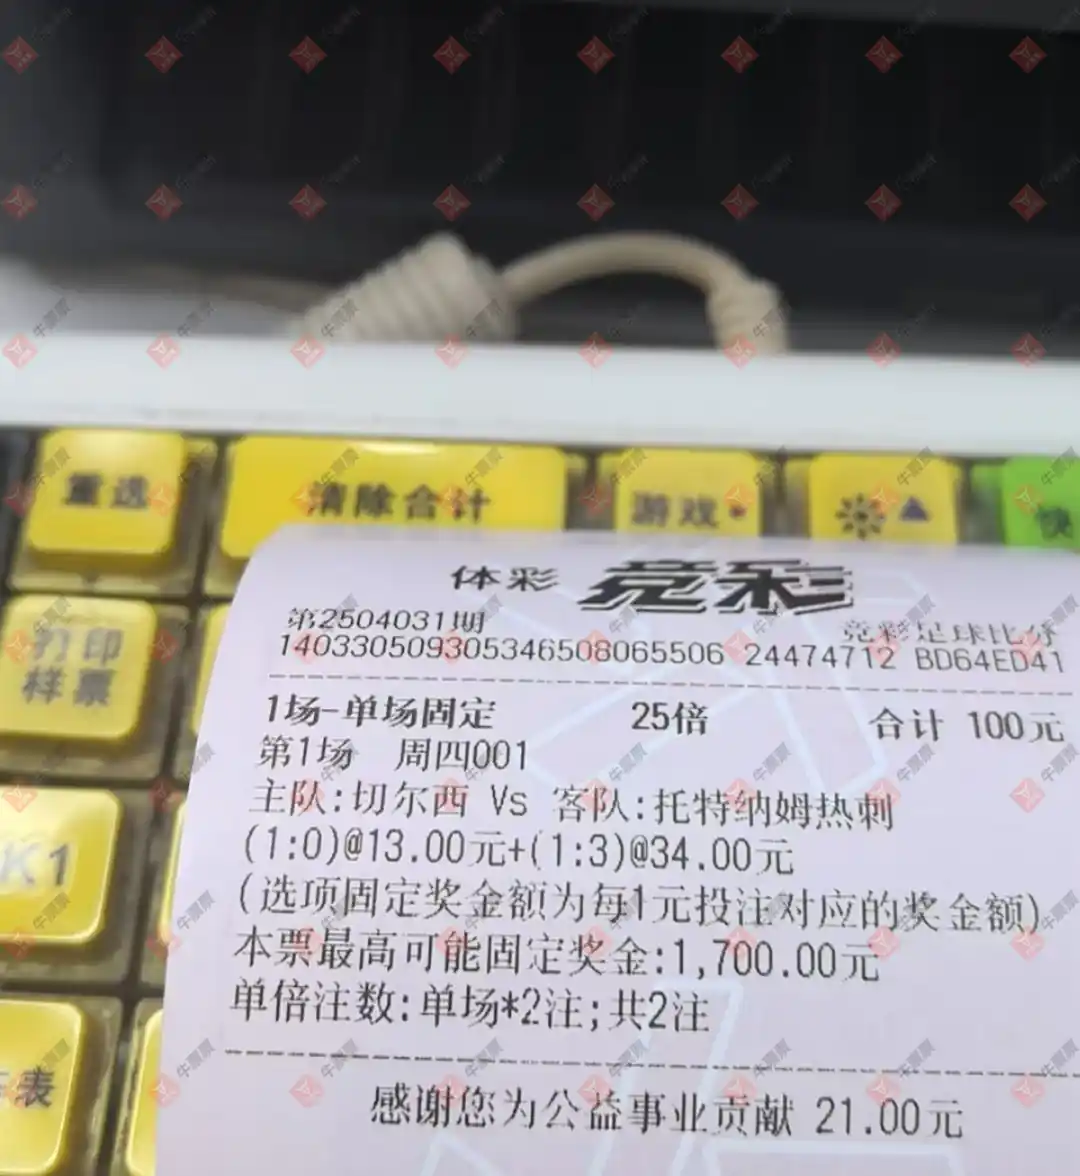 重选 清除合计 游戏 快
打印
样票
K1
表
体彩 竞彩
第2504031期 竞彩足球比分
140330509305346508065506 24474712 BD64ED41
1场-单场固定 25倍 合计 100元
第1场 周四001
主队:切尔西 Vs 客队:托特纳姆热刺
(1:0)@13.00元+(1:3)@34.00元
(选项固定奖金额为每1元投注对应的奖金额)
本票最高可能固定奖金:1,700.00元
单倍注数:单场*2注;共2注
感谢您为公益事业贡献 21.00元